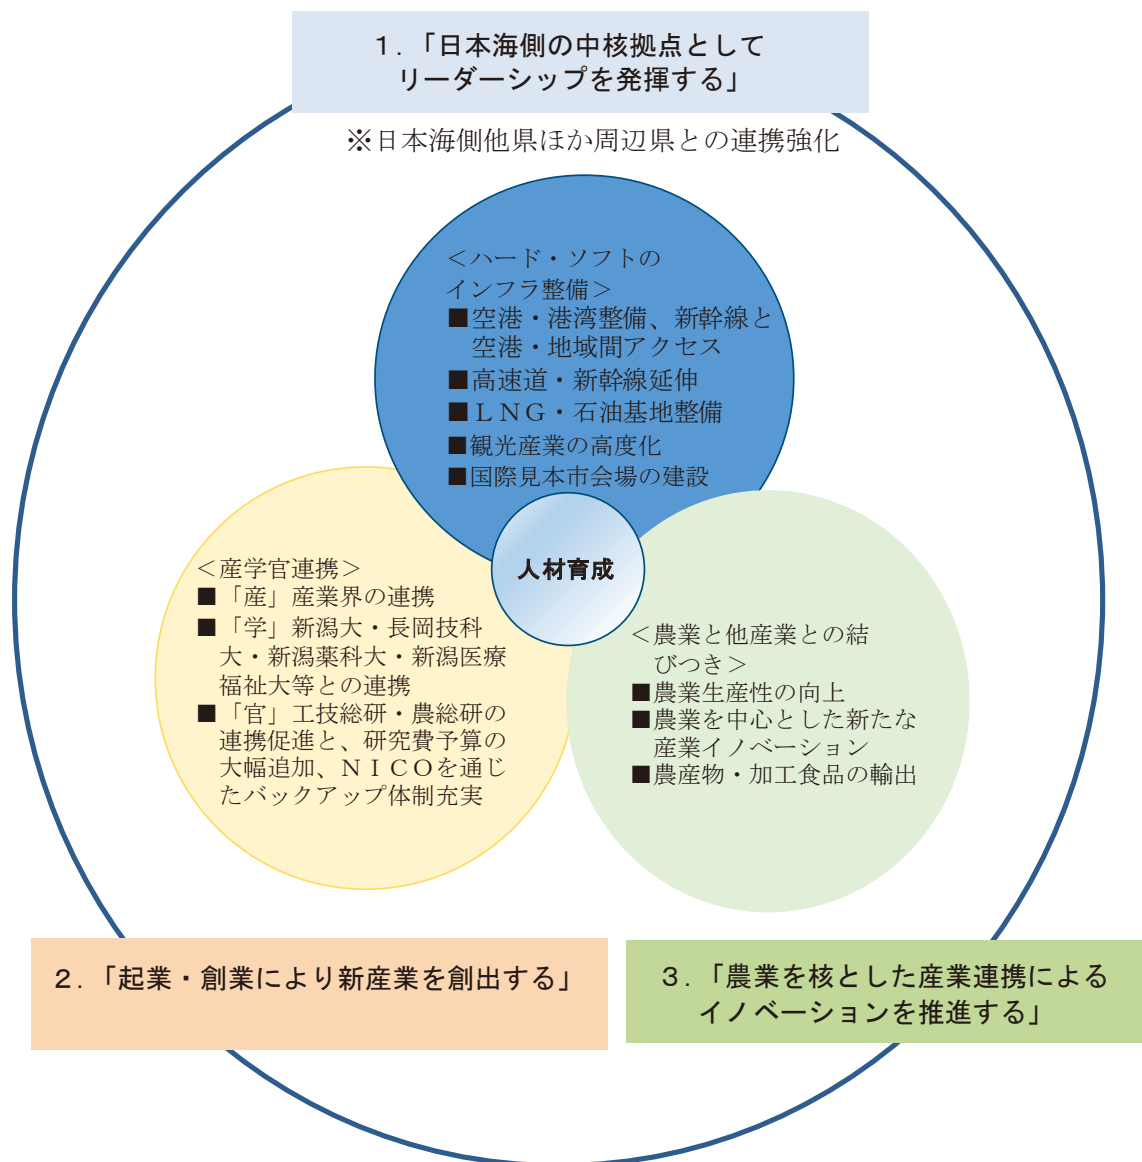 １．「日本海側の中核拠点として
リーダーシップを発揮する」
※日本海側他県ほか周辺県との連携強化
＜ハード・ソフトの
インフラ整備＞
■空港・港湾整備、新幹線と
空港・地域間アクセス
■高速道・新幹線延伸
■ＬＮＧ・石油基地整備
■観光産業の高度化
■国際見本市会場の建設
人材育成
＜産学官連携＞
■「産」産業界の連携
■「学」新潟大・長岡技科
大・新潟薬科大・新潟医療
福祉大等との連携
■「官」工技総研・農総研の
連携促進と、研究費予算の
大幅追加、ＮＩＣＯを通じ
たバックアップ体制充実
＜農業と他産業との結
びつき＞
■農業生産性の向上
■農業を中心とした新たな
産業イノベーション
■農産物・加工食品の輸出
２．「起業・創業により新産業を創出する」
３．「農業を核とした産業連携による
イノベーションを推進する」